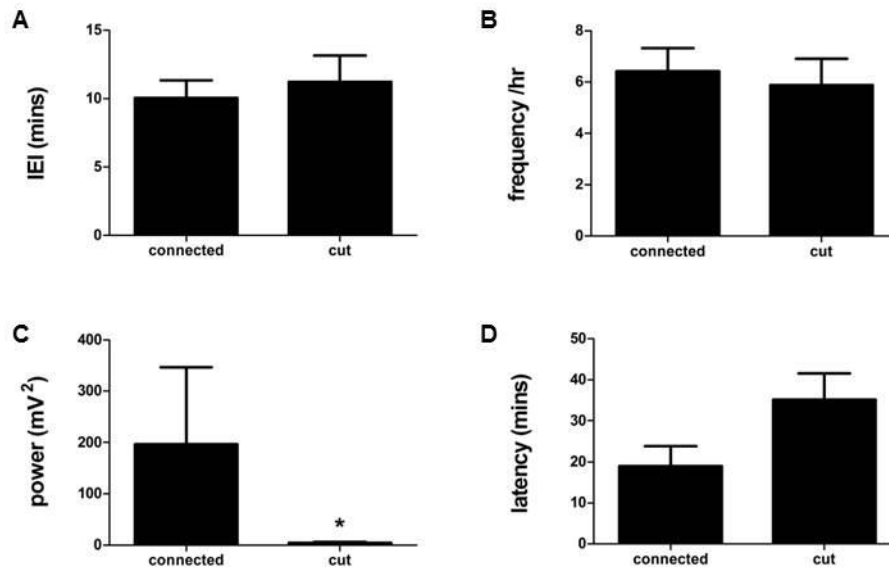 A
IEI (mins)
15
10
5
0
connected
cut
B
frequency /hr
8
6
4
2
0
connected
cut
C
power (mV²)
400
300
200
100
0
*
connected
cut
D
latency (mins)
50
40
30
20
10
0
connected
cut